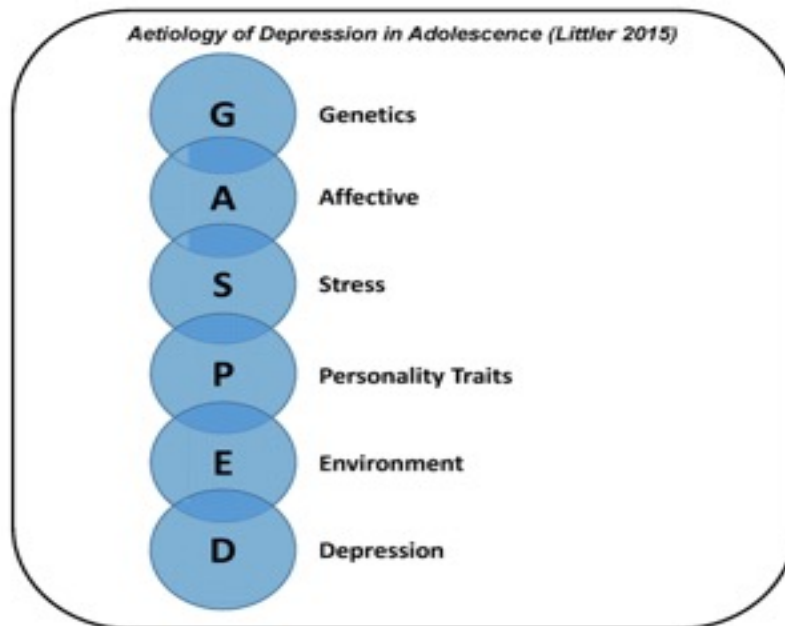 Aetiology of Depression in Adolescence (Littler 2015)
G Genetics
A Affective
S Stress
P Personality Traits
E Environment
D Depression